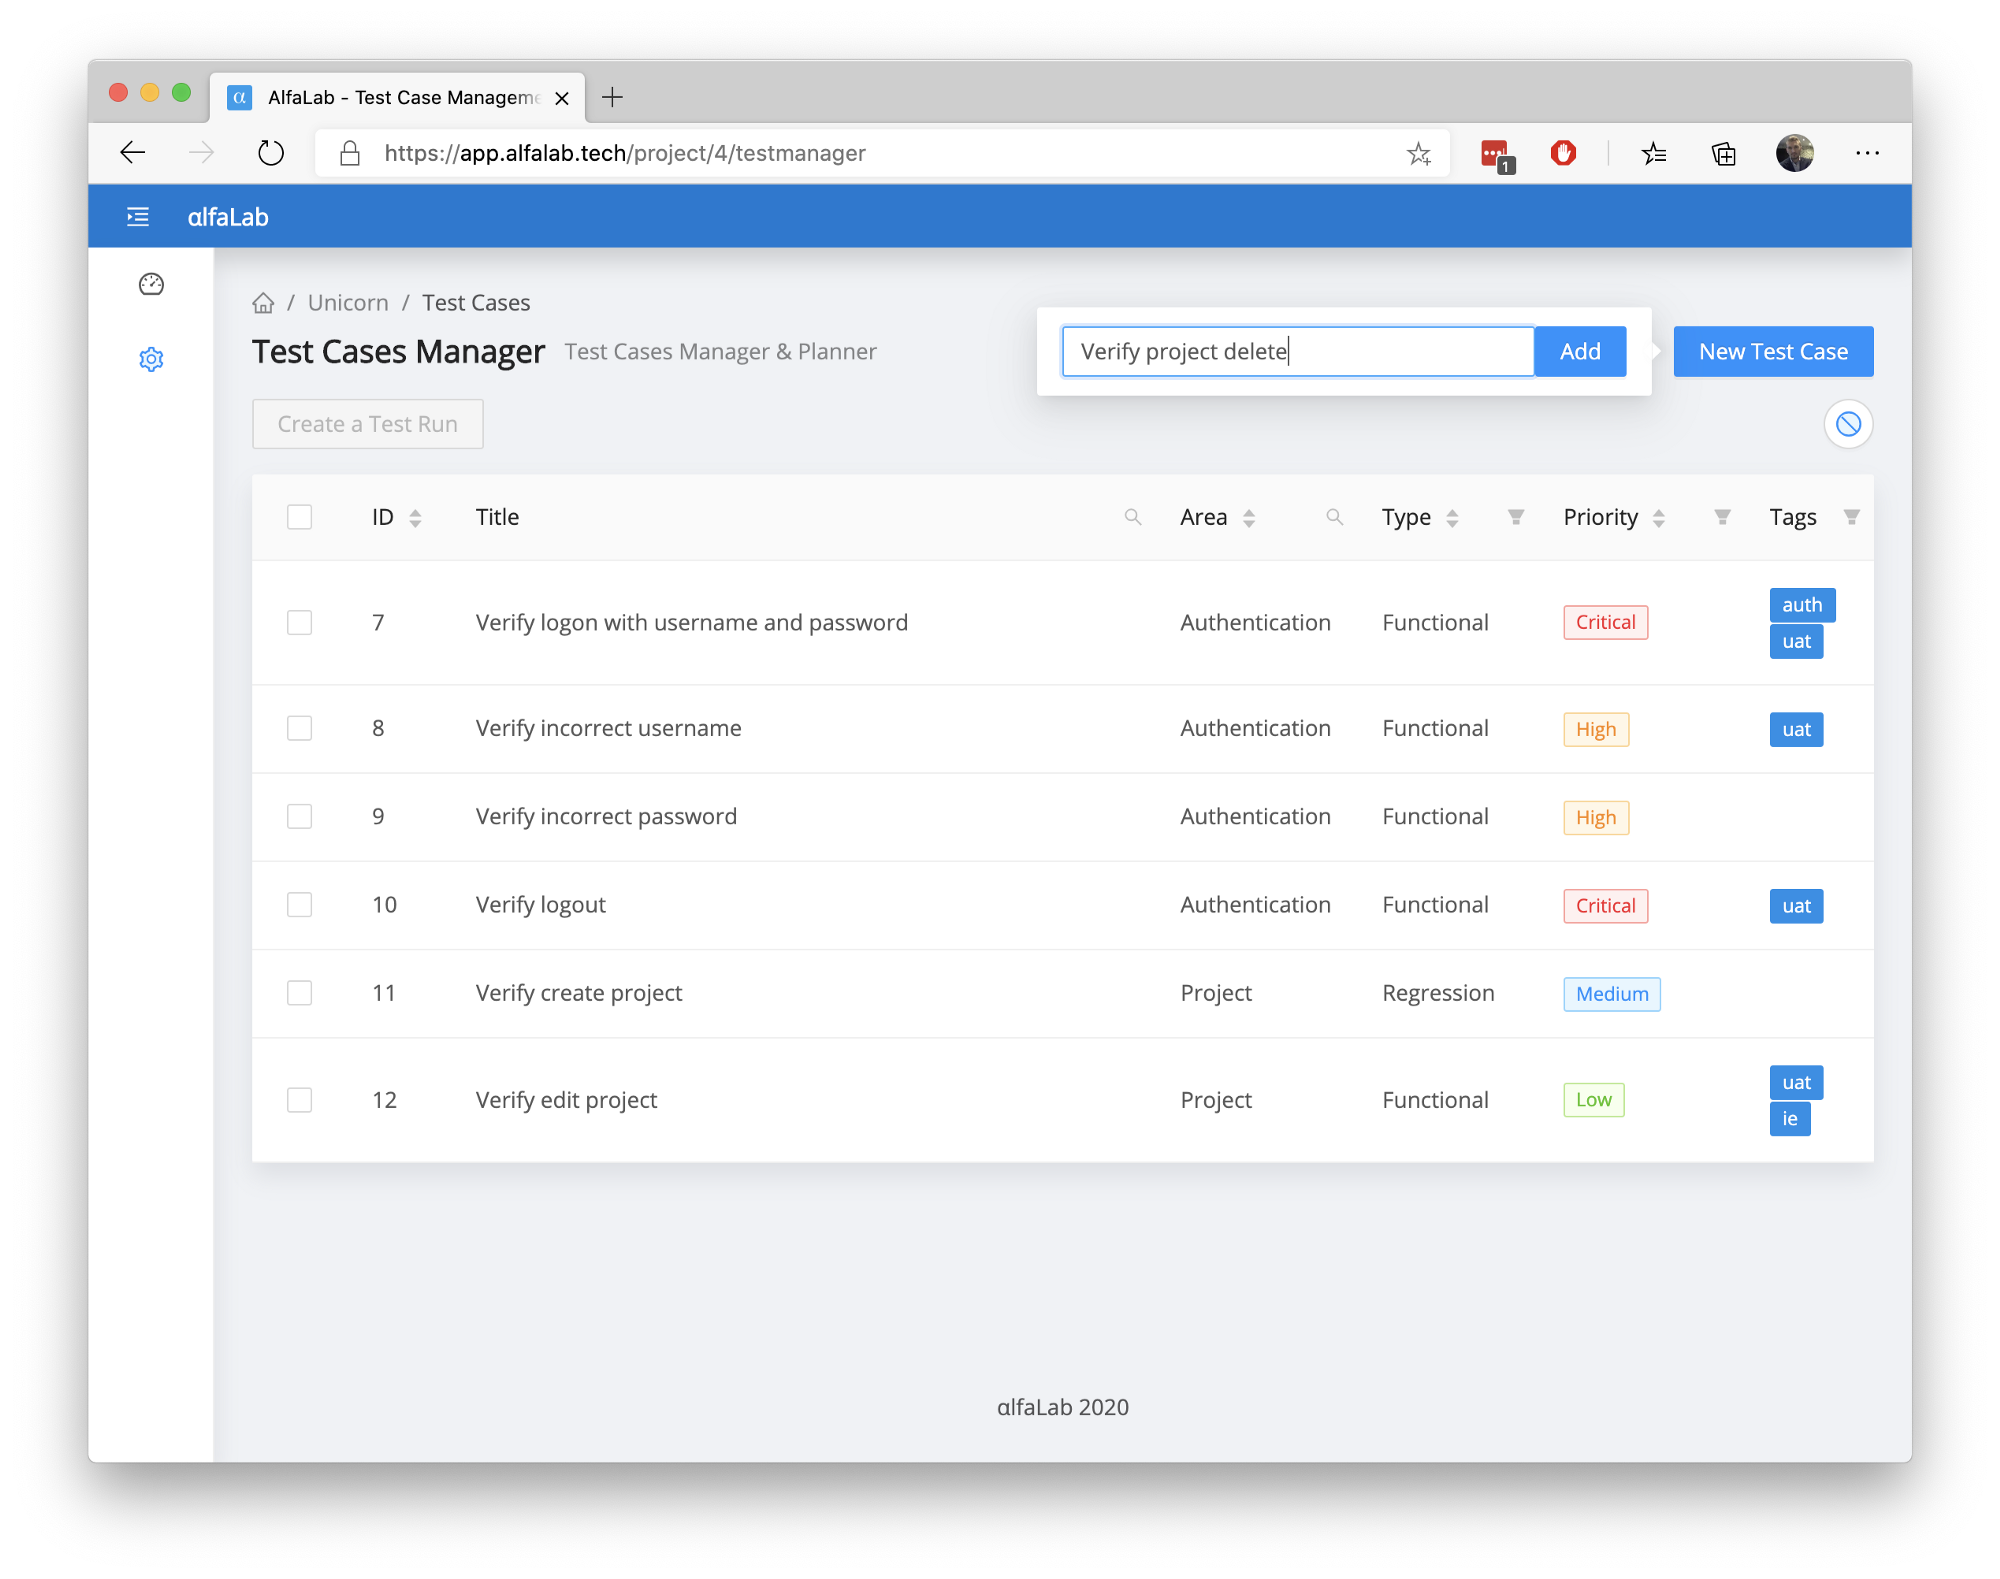 α AlfaLab - Test Case Manageme
https://app.alfalab.tech/project/4/testmanager
1
αlfaLab
/ Unicorn / Test Cases
Test Cases Manager Test Cases Manager & Planner
Verify project delete Add New Test Case
Create a Test Run
ID Title Area Type Priority Tags
7 Verify logon with username and password Authentication Functional Critical auth
uat
8 Verify incorrect username Authentication Functional High uat
9 Verify incorrect password Authentication Functional High
10 Verify logout Authentication Functional Critical uat
11 Verify create project Project Regression Medium
12 Verify edit project Project Functional Low uat
ie
αlfaLab 2020